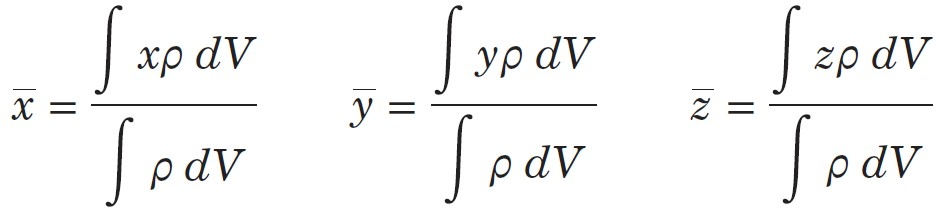 x̅ = ∫ xρ dV / ∫ ρ dV    y̅ = ∫ yρ dV / ∫ ρ dV    z̅ = ∫ zρ dV / ∫ ρ dV